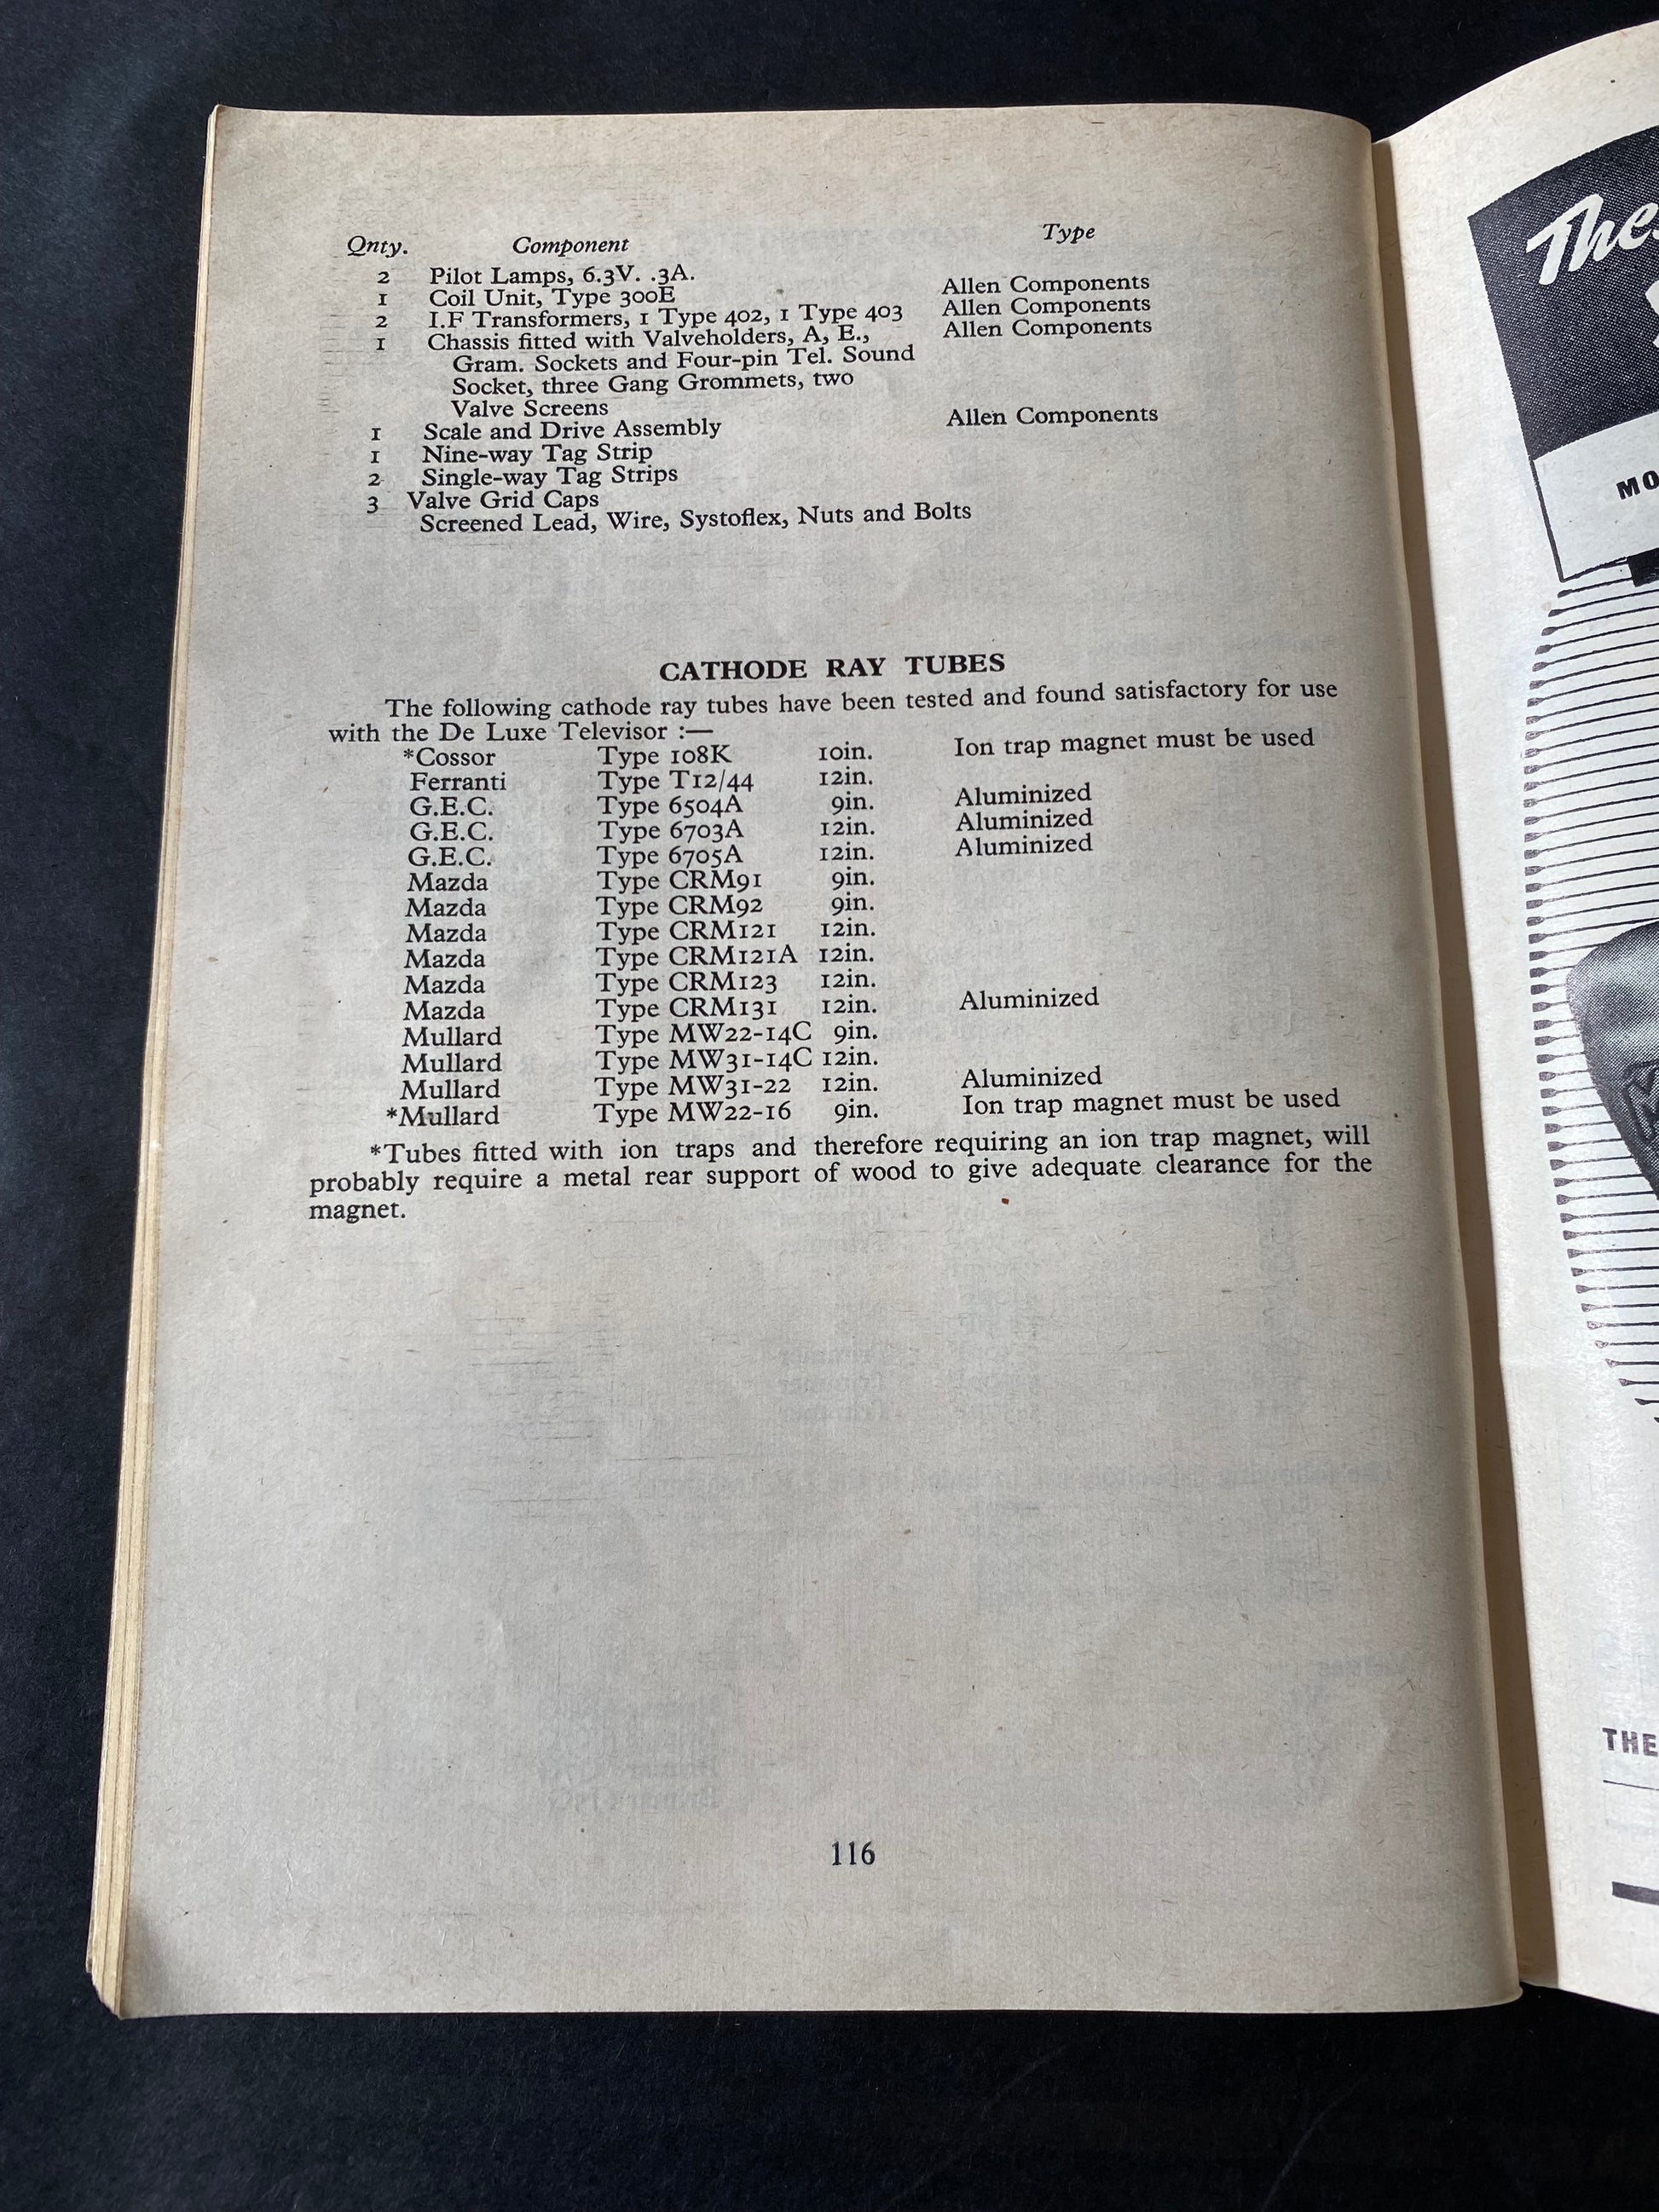 Qnty. Component Type
2 Pilot Lamps, 6.3V. .3A.
1 Coil Unit, Type 300E Allen Components
2 I.F Transformers, 1 Type 402, 1 Type 403 Allen Components
1 Chassis fitted with Valveholders, A, E., Allen Components
Gram. Sockets and Four-pin Tel. Sound
Socket, three Gang Grommets, two
Valve Screens
1 Scale and Drive Assembly Allen Components
1 Nine-way Tag Strip
2 Single-way Tag Strips
3 Valve Grid Caps
Screened Lead, Wire, Systoflex, Nuts and Bolts
CATHODE RAY TUBES
The following cathode ray tubes have been tested and found satisfactory for use
with the De Luxe Televisor :—
*Cossor Type 108K 10in. Ion trap magnet must be used
Ferranti Type T12/44 12in.
G.E.C. Type 6504A 9in. Aluminized
G.E.C. Type 6703A 12in. Aluminized
G.E.C. Type 6705A 12in. Aluminized
Mazda Type CRM91 9in.
Mazda Type CRM92 9in.
Mazda Type CRM121 12in.
Mazda Type CRM121A 12in.
Mazda Type CRM123 12in.
Mazda Type CRM131 12in. Aluminized
Mullard Type MW22-14C 9in.
Mullard Type MW31-14C 12in.
Mullard Type MW31-22 12in. Aluminized
*Mullard Type MW22-16 9in. Ion trap magnet must be used
*Tubes fitted with ion traps and therefore requiring an ion trap magnet, will
probably require a metal rear support of wood to give adequate clearance for the
magnet.
116
The
MO
THE